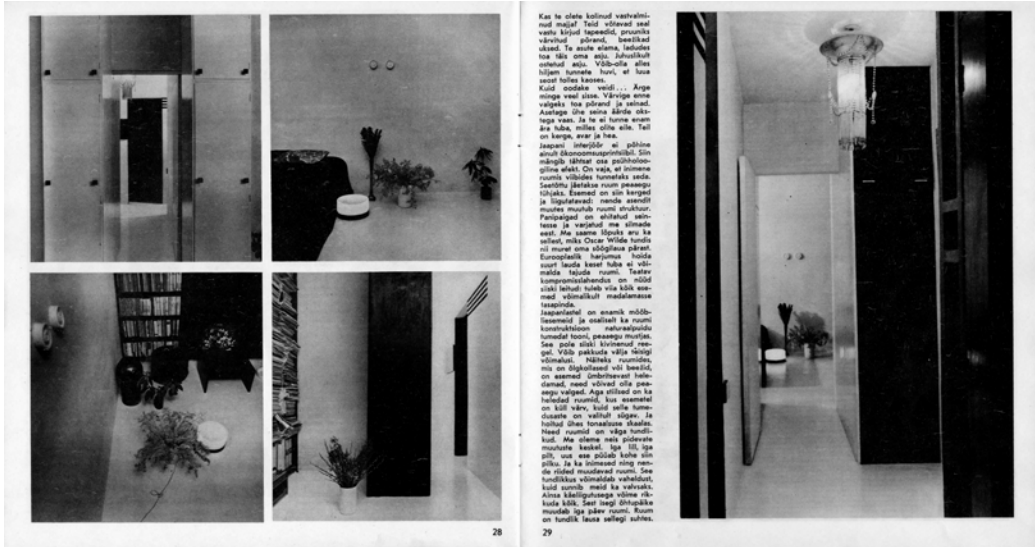 Kas te olete kolinud vastvalmi-
nud majja? Teid võtavad seal
vastu kirjud tapeedid, pruuniks
värvitud põrand, beežikad
uksed. Te asute elama, ladudes
toa täis oma asju. Juhuslikult
ostetud asju. Võib-olla alles
hiljem tunnete huvi, et luua
seost tolles kaoses.
Kuid oodake veidi... Ärge
minge veel sisse. Värvige enne
valgeks toa põrand ja seinad.
Asetage ühe seina äärde oks-
tega vaas. Ja te ei tunne enam
ära tuba, milles olite eile. Teil
on kerge, avar ja hea.
Jaapani interjöör ei põhine
ainult ökonoomsusprintsiibil. Siin
mängib tähtsat osa psühholoo-
giline efekt. On vaja, et inimene
ruumis viibides tunnetaks seda.
Seetõttu jäetakse ruum peaaegu
tühjaks. Esemed on siin kerged
ja liigutatavad: nende asendit
muutes muutub ruumi struktuur.
Panipaigad on ehitatud sein-
tesse ja varjatud me silmade
eest. Me saame lõpuks aru ka
sellest, miks Oscar Wilde tundis
nii muret oma söögilaua pärast.
Eurooplaslik harjumus hoida
suurt lauda keset tuba ei või-
malda tajuda ruumi. Teatav
kompromisslahendus on nüüd
siiski leitud: tuleb viia kõik ese-
med võimalikult madalamasse
tasapinda.
Jaapanlastel on enamik mööb-
liesemeid ja osaliselt ka ruumi
konstruktsioon naturaalpuidu
tumedat tooni, peaaegu mustjas.
See pole siiski kivinenud ree-
gel. Võib pakkuda välja teisigi
võimalusi. Näiteks ruumides,
mis on õlgkollased või beežid,
on esemed ümbritsevast hele-
damad, need võivad olla pea-
aegu valged. Aga stiilsed on ka
heledad ruumid, kus esemetel
on küll värv, kuid selle tume-
dusaste on valitult sügav. Ja
hoitud ühes tonaalsuse skaalas.
Need ruumid on väga tundli-
kud. Me oleme neis pidevate
muutuste keskel. Iga lill, iga
pilt, uus ese püüab kohe siin
pilku. Ja ka inimesed ning nen-
de riided muudavad ruumi. See
tundlikkus võimaldab vaheldust,
kuid sunnib meid ka valvsaks.
Ainsa käeliigutusega võime rik-
kuda kõik. Sest isegi õhtupäike
muudab iga päev ruumi. Ruum
on tundlik lausa sellegi suhtes.
28
29